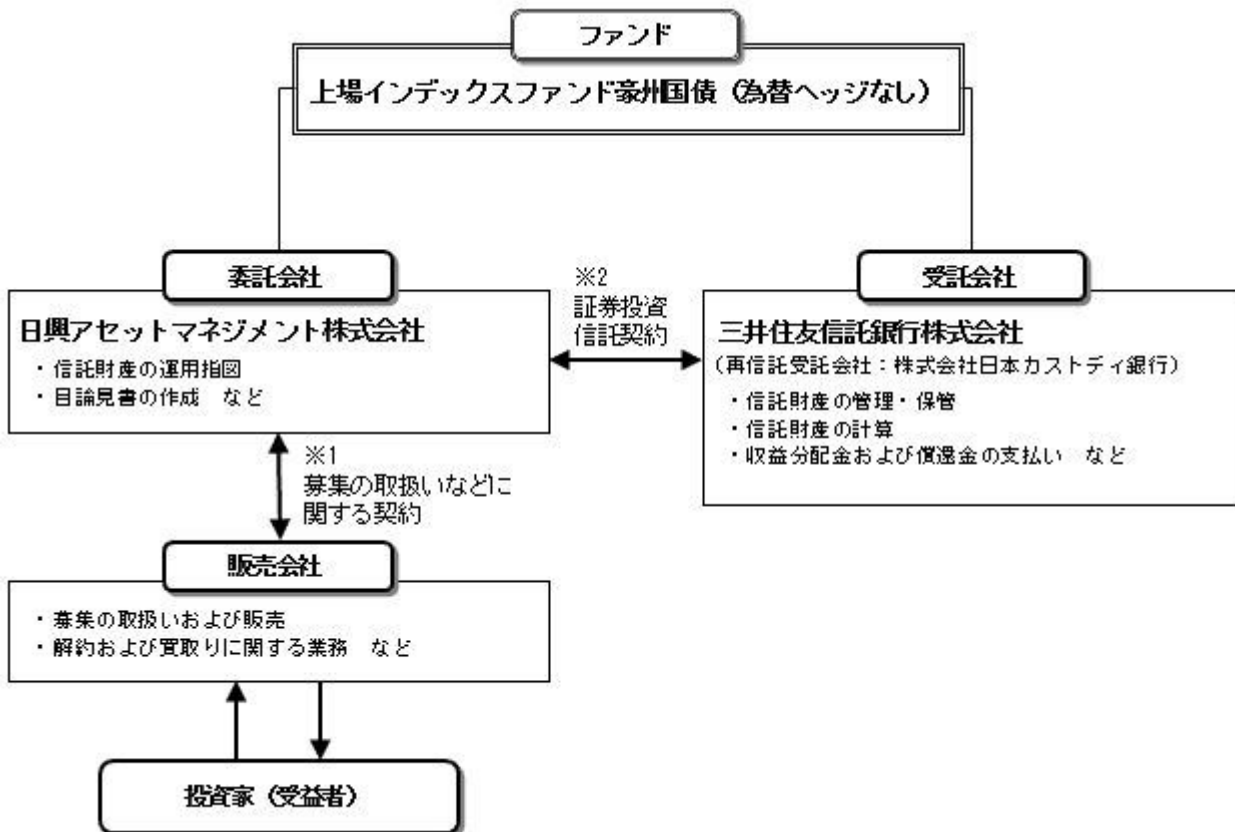 ファンド
上場インデックスファンド豪州国債（為替ヘッジなし）
委託会社
日興アセットマネジメント株式会社
・信託財産の運用指図
・目論見書の作成　など
※2
証券投資
信託契約
受託会社
三井住友信託銀行株式会社
（再信託受託会社：株式会社日本カストディ銀行）
・信託財産の管理・保管
・信託財産の計算
・収益分配金および償還金の支払い　など
※1
募集の取扱いなどに
関する契約
販売会社
・募集の取扱いおよび販売
・解約および買取りに関する業務　など
投資家（受益者）